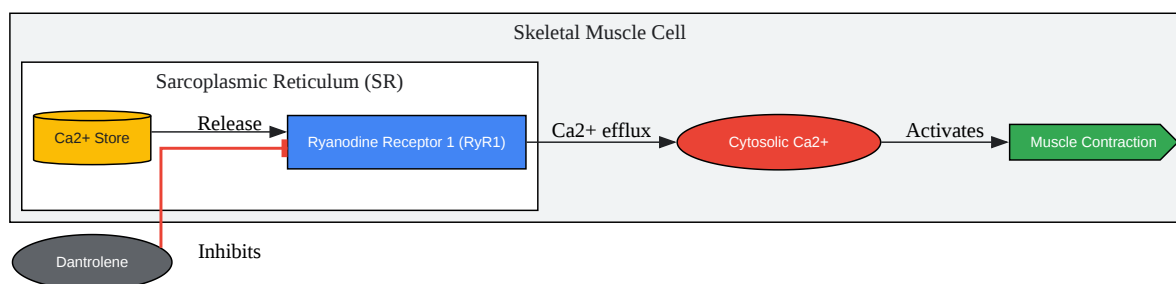 Skeletal Muscle Cell
Sarcoplasmic Reticulum (SR)
Ca2+ Store
Release
Ryanodine Receptor 1 (RyR1)
Ca2+ efflux
Cytosolic Ca2+
Activates
Muscle Contraction
Dantrolene
Inhibits